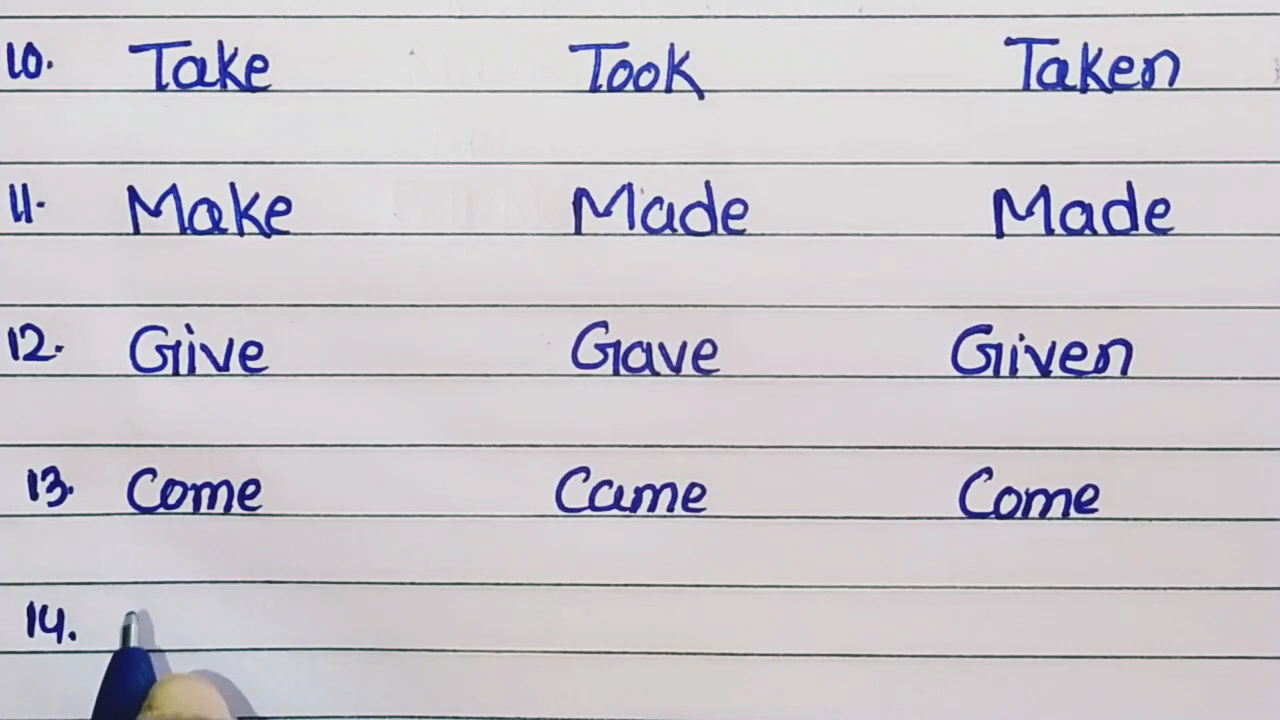 10. Take Took Taken
11. Make Made Made
12. Give Gave Given
13. Come Came Come
14.